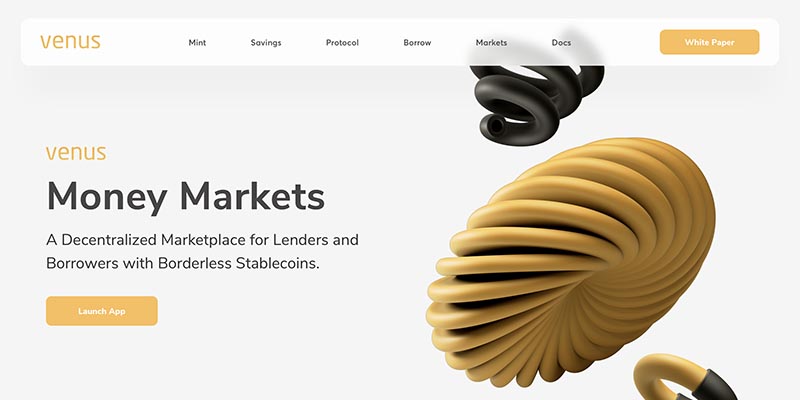 venus
Mint Savings Protocol Borrow Markets Docs White Paper
venus
Money Markets
A Decentralized Marketplace for Lenders and
Borrowers with Borderless Stablecoins.
Launch App